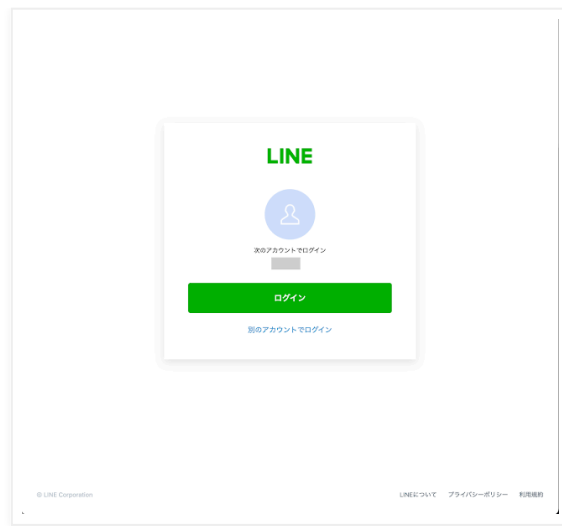 LINE
次のアカウントでログイン
ログイン
別のアカウントでログイン
© LINE Corporation
LINEについて プライバシーポリシー 利用規約